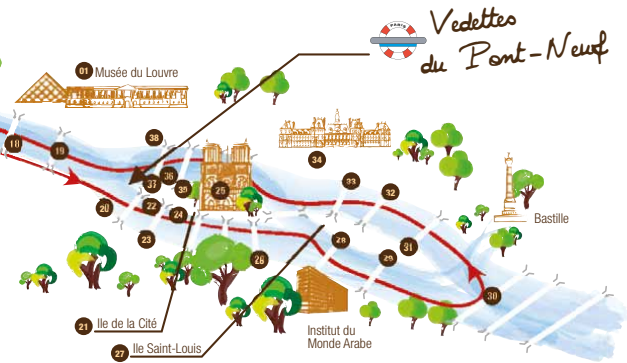 PARIS
Vedettes
du Pont-Neuf
01 Musée du Louvre
38
18
19
34
36
37
35
25
33
32
20
22
24
23
28
31
Bastille
26
29
30
21 Ile de la Cité
Institut du
Monde Arabe
27 Ile Saint-Louis